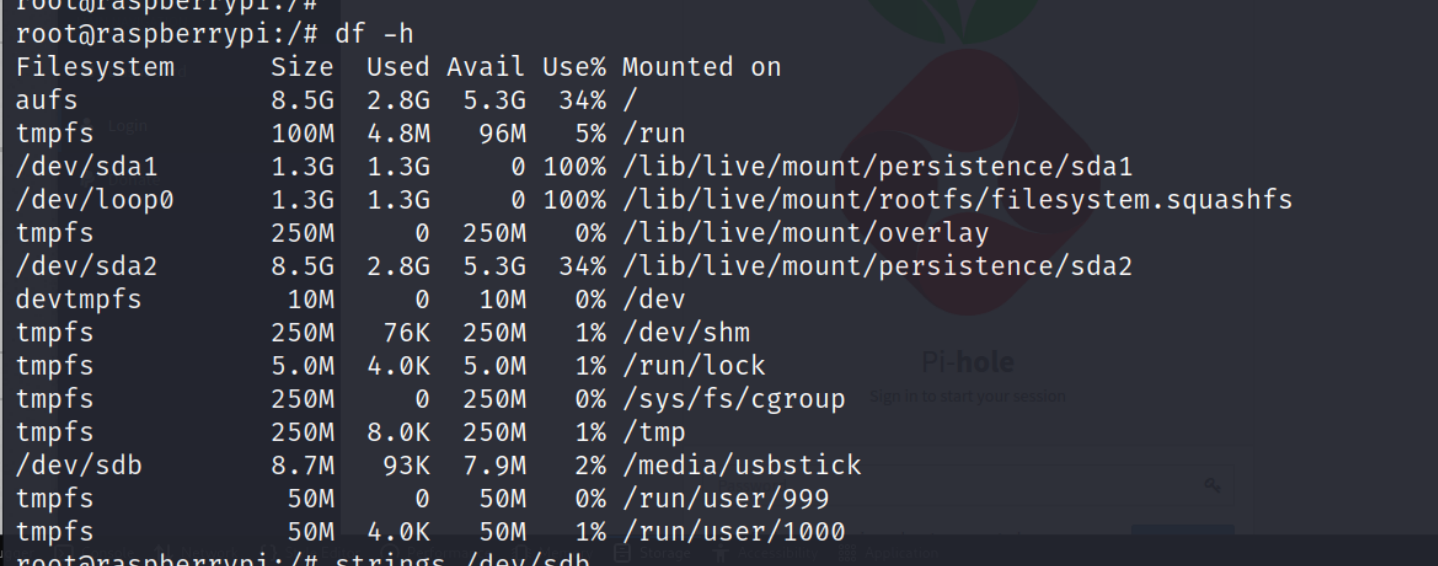 root@raspberrypi:/#
root@raspberrypi:/# df -h
Filesystem      Size  Used Avail Use% Mounted on
aufs            8.5G  2.8G  5.3G  34% /
tmpfs           100M  4.8M   96M   5% /run
/dev/sda1       1.3G  1.3G     0 100% /lib/live/mount/persistence/sda1
/dev/loop0      1.3G  1.3G     0 100% /lib/live/mount/rootfs/filesystem.squashfs
tmpfs           250M     0  250M   0% /lib/live/mount/overlay
/dev/sda2       8.5G  2.8G  5.3G  34% /lib/live/mount/persistence/sda2
devtmpfs         10M     0   10M   0% /dev
tmpfs           250M   76K  250M   1% /dev/shm
tmpfs           5.0M  4.0K  5.0M   1% /run/lock
tmpfs           250M     0  250M   0% /sys/fs/cgroup
tmpfs           250M  8.0K  250M   1% /tmp
/dev/sdb        8.7M   93K  7.9M   2% /media/usbstick
tmpfs            50M     0   50M   0% /run/user/999
tmpfs            50M  4.0K   50M   1% /run/user/1000
root@raspberrypi:/# strings /dev/sdb
Login
Pi-hole
Sign in to start your session
Storage
Accessibility
Application